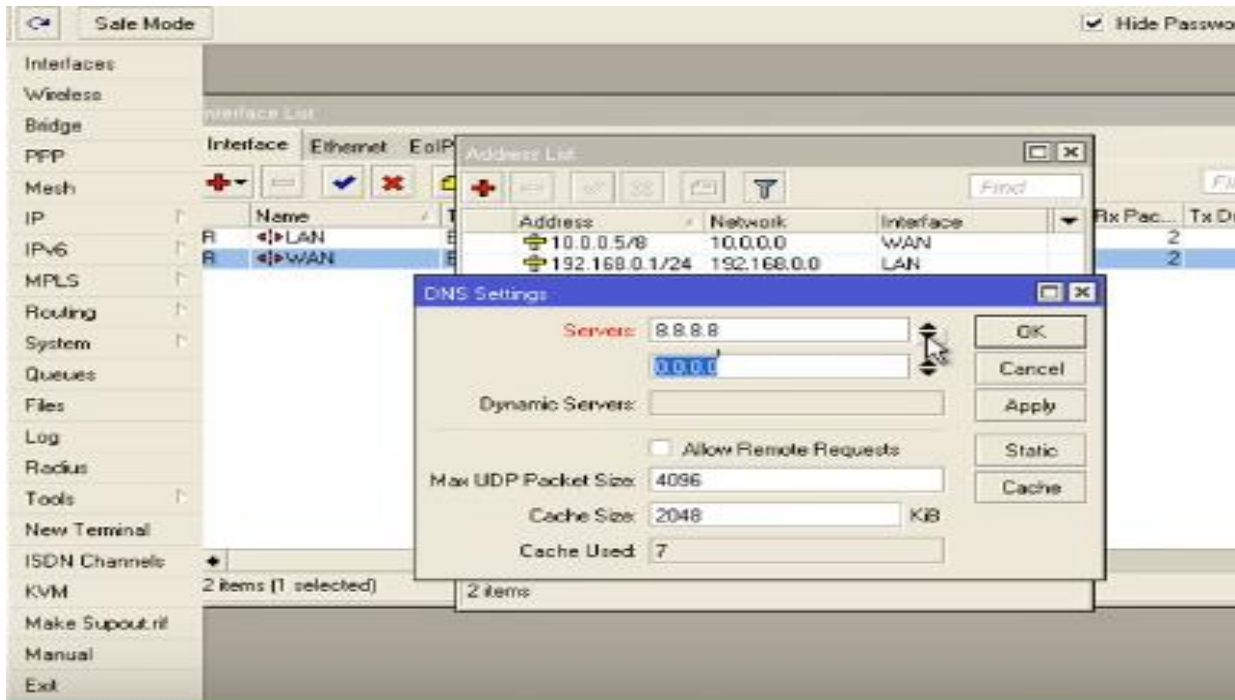 Safe Mode
Hide Passwo
Interfaces
Wireless
Bridge
PPP
Mesh
IP
IPv6
MPLS
Routing
System
Queues
Files
Log
Radius
Tools
New Terminal
ISDN Channels
KVM
Make Supout.rif
Manual
Exit
Interface List
Interface Ethernet EoIP
Name
R LAN
R WAN
2 items (1 selected)
Rx Pac... Tx Dr
2
2
Address List
Find
Address Network Interface
10.0.0.5/8 10.0.0.0 WAN
192.168.0.1/24 192.168.0.0 LAN
2 items
DNS Settings
Servers: 8.8.8.8
0.0.0.0
Dynamic Servers:
Allow Remote Requests
Max UDP Packet Size: 4096
Cache Size: 2048 KiB
Cache Used: 7
OK
Cancel
Apply
Static
Cache